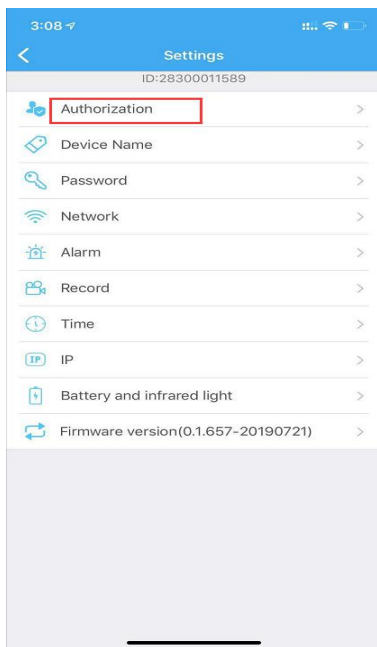 3:08
Settings
ID:28300011589
Authorization
Device Name
Password
Network
Alarm
Record
Time
IP IP
Battery and infrared light
Firmware version(0.1.657-20190721)